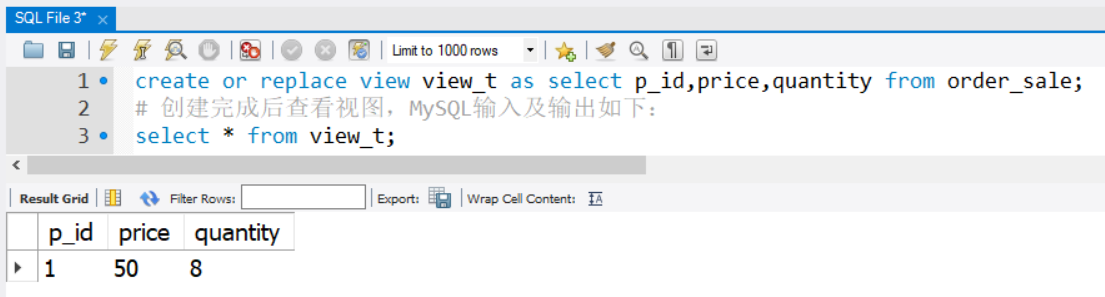 SQL File 3*
Limit to 1000 rows
1 create or replace view view_t as select p_id,price,quantity from order_sale;
2 # 创建完成后查看视图，MySQL输入及输出如下：
3 select * from view_t;
Result Grid Filter Rows: Export: Wrap Cell Content:
p_id price quantity
1 50 8